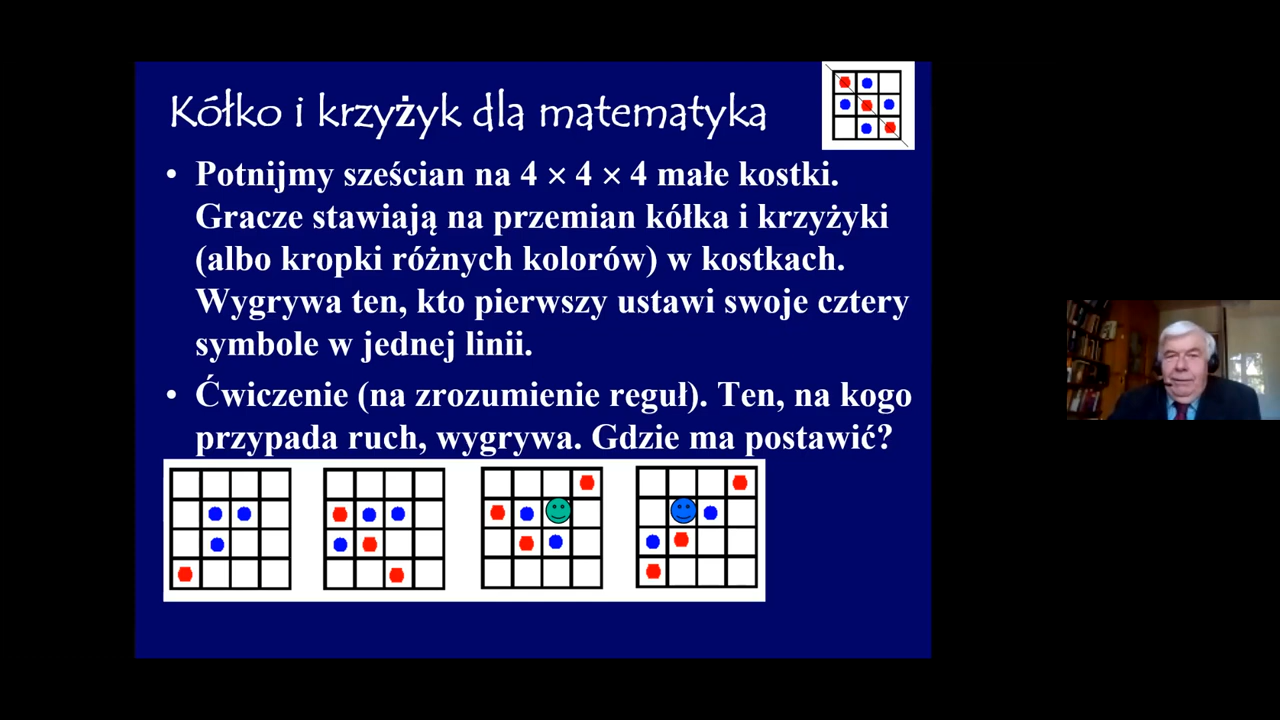 Kółko i krzyżyk dla matematyka
• Potnijmy sześcian na 4 × 4 × 4 małe kostki.
Gracze stawiają na przemian kółka i krzyżyki
(albo kropki różnych kolorów) w kostkach.
Wygrywa ten, kto pierwszy ustawi swoje cztery
symbole w jednej linii.
• Ćwiczenie (na zrozumienie reguł). Ten, na kogo
przypada ruch, wygrywa. Gdzie ma postawić?